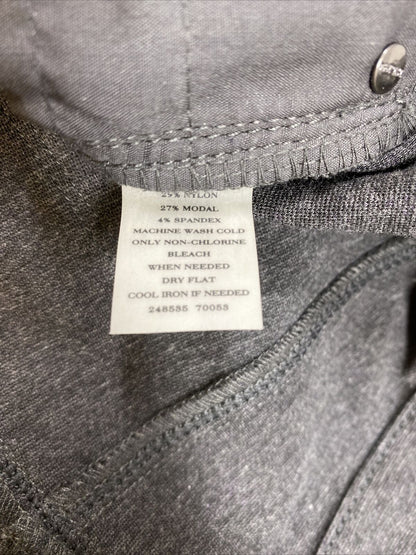 29% NYLON
27% MODAL
4% SPANDEX
MACHINE WASH COLD
ONLY NON-CHLORINE
BLEACH
WHEN NEEDED
DRY FLAT
COOL IRON IF NEEDED
248535 70053